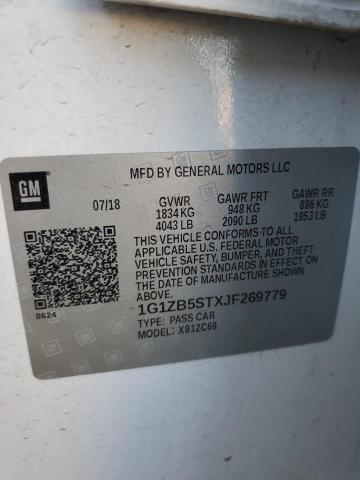 GM
MFD BY GENERAL MOTORS LLC
07/18 GVWR GAWR FRT GAWR RR
1834 KG 948 KG 886 KG
4043 LB 2090 LB 1953 LB
THIS VEHICLE CONFORMS TO ALL
APPLICABLE U.S. FEDERAL MOTOR
VEHICLE SAFETY, BUMPER, AND THEFT
PREVENTION STANDARDS IN EFFECT ON
THE DATE OF MANUFACTURE SHOWN
ABOVE.
1G1ZB5STXJF269779
8624
TYPE: PASS CAR
MODEL: X91ZC69